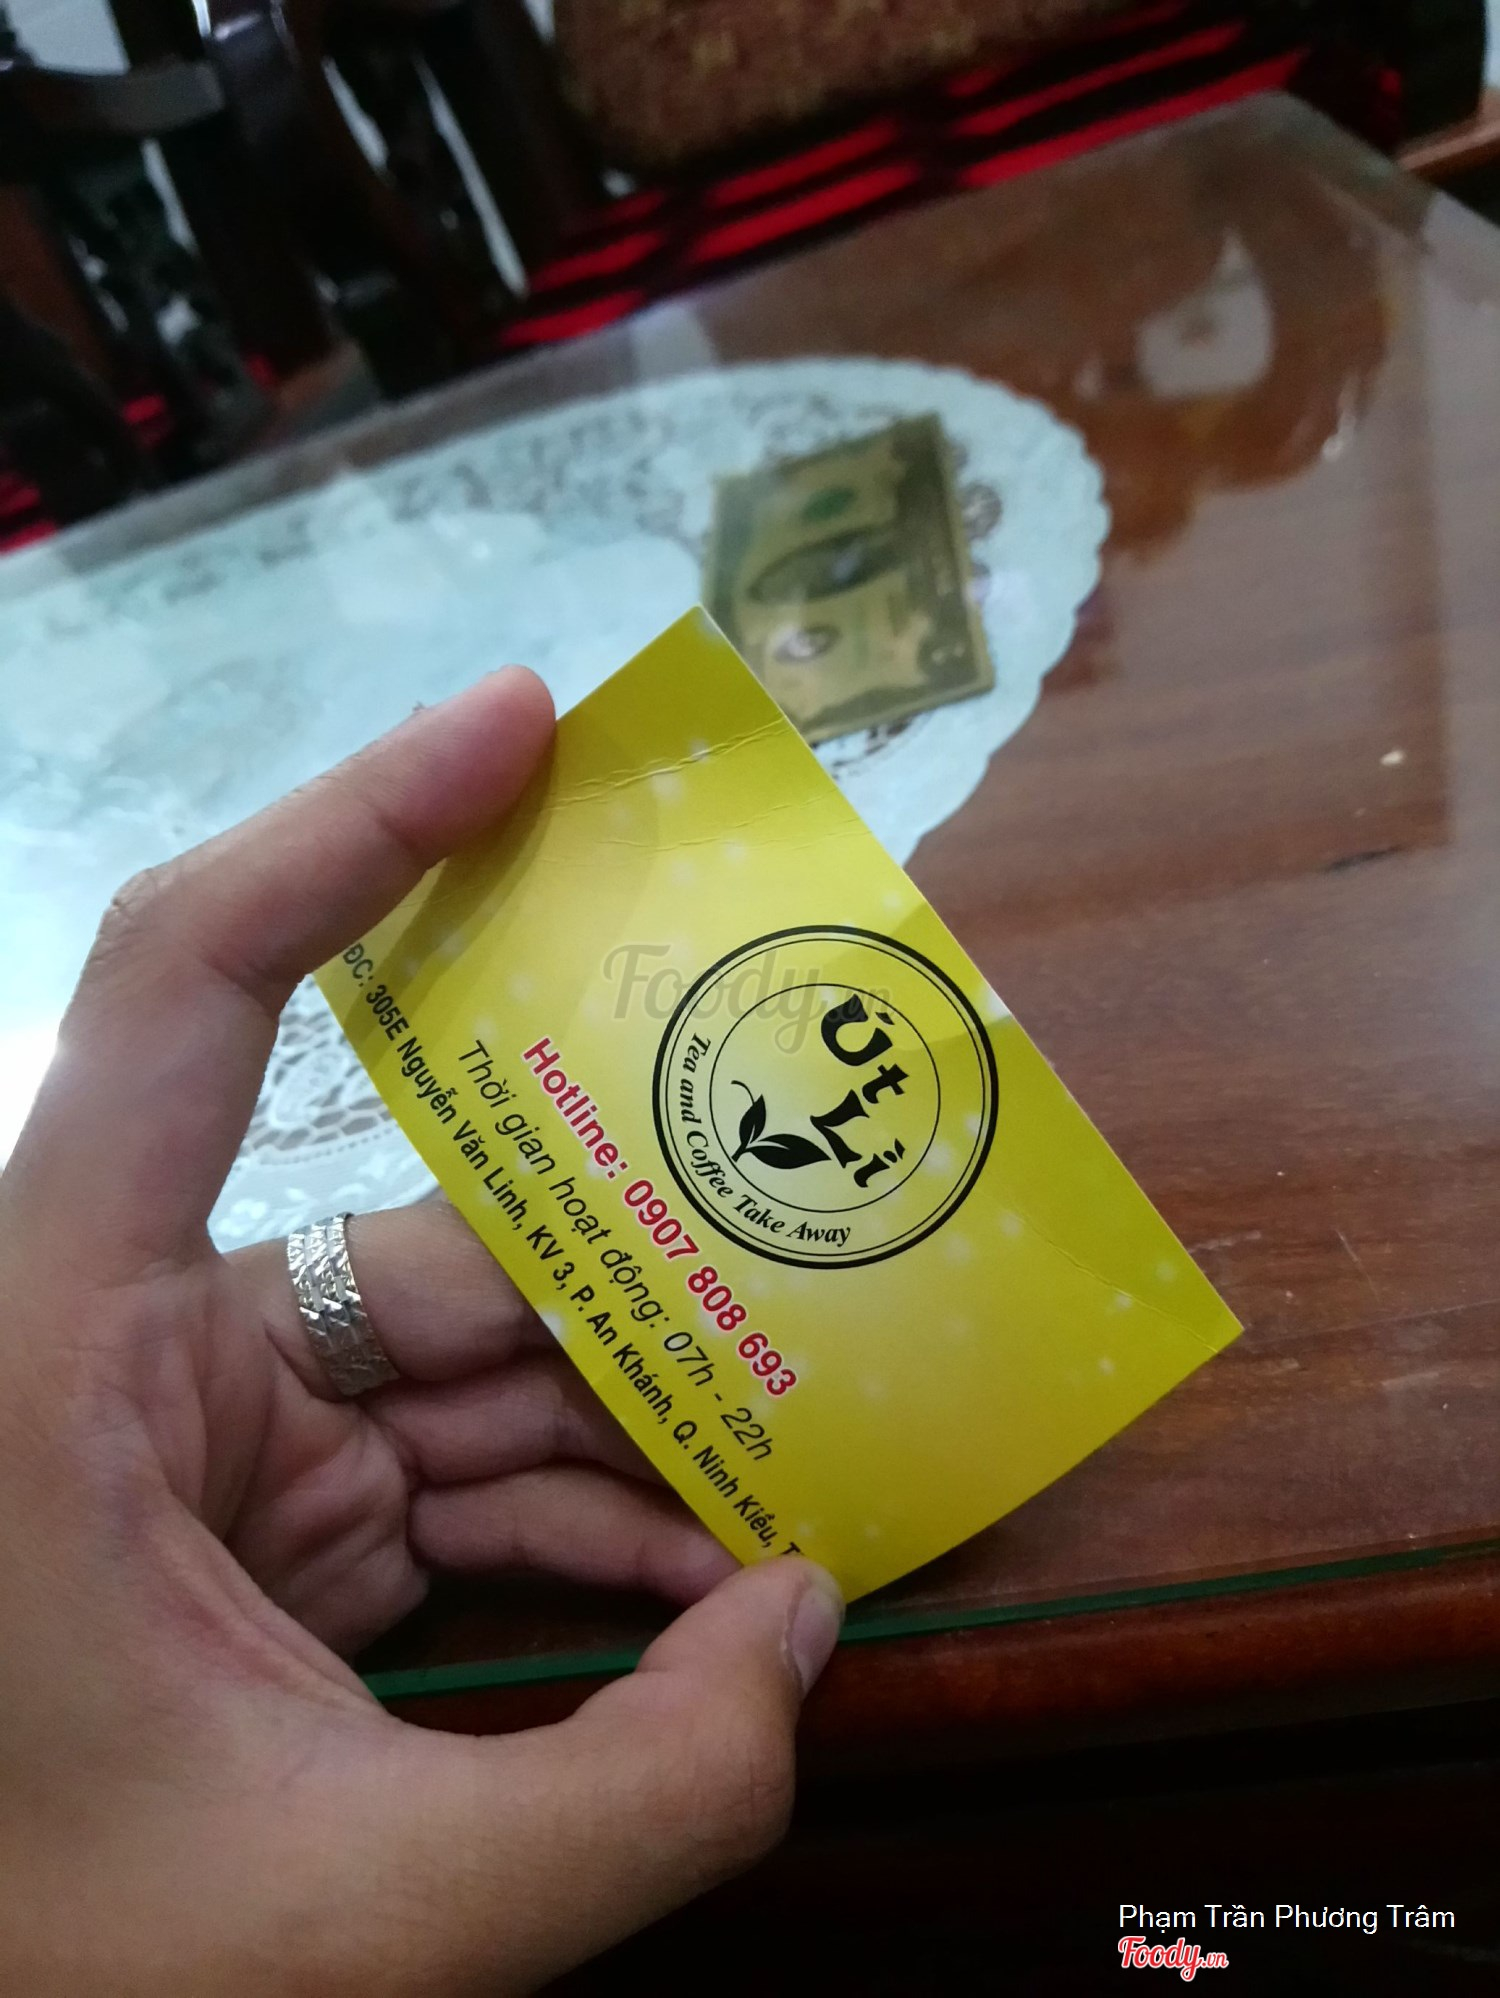 Út Li
Tea and Coffee Take Away
Hotline: 0907 808 693
Thời gian hoạt động: 07h - 22h
ĐC: 305E Nguyễn Văn Linh, KV 3, P. An Khánh, Q. Ninh Kiều, T
Foody.vn
Phạm Trần Phương Trâm
Foody.vn